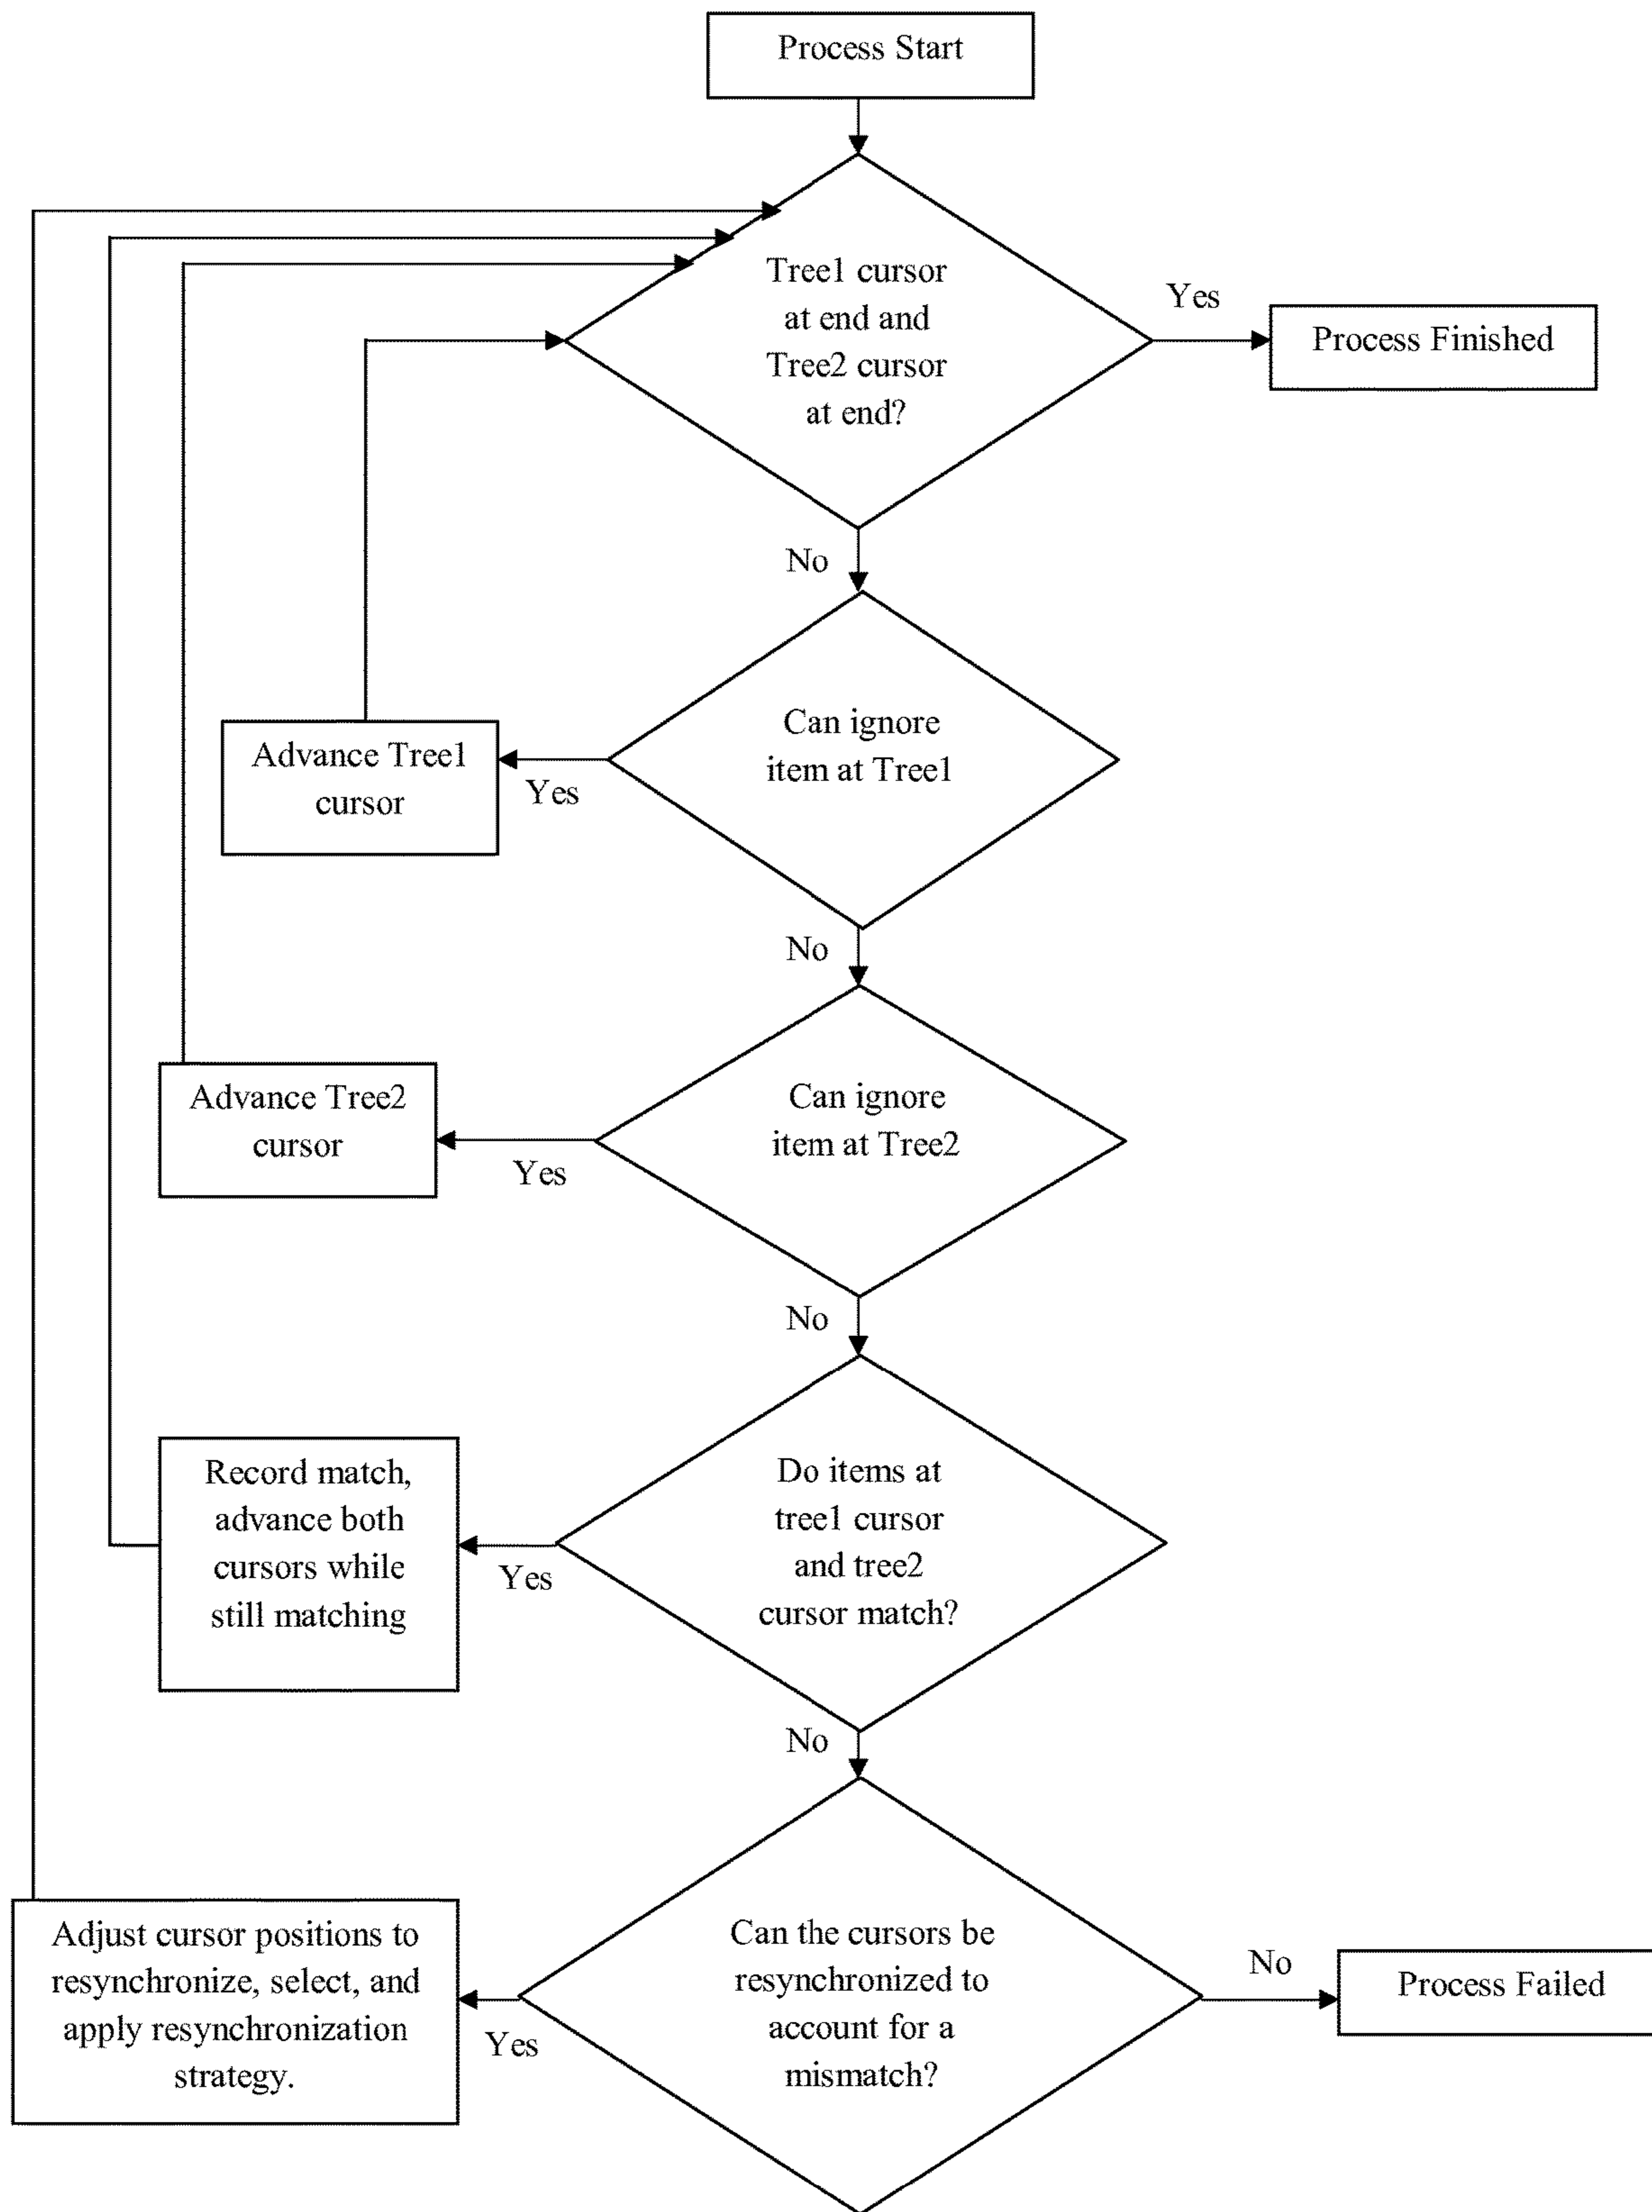 Process Start
Tree1 cursor
at end and
Tree2 cursor
at end?
Yes
Process Finished
No
Can ignore
item at Tree1
Yes
Advance Tree1
cursor
No
Can ignore
item at Tree2
Yes
Advance Tree2
cursor
No
Do items at
tree1 cursor
and tree2
cursor match?
Yes
Record match,
advance both
cursors while
still matching
No
Can the cursors be
resynchronized to
account for a
mismatch?
No
Process Failed
Yes
Adjust cursor positions to
resynchronize, select, and
apply resynchronization
strategy.